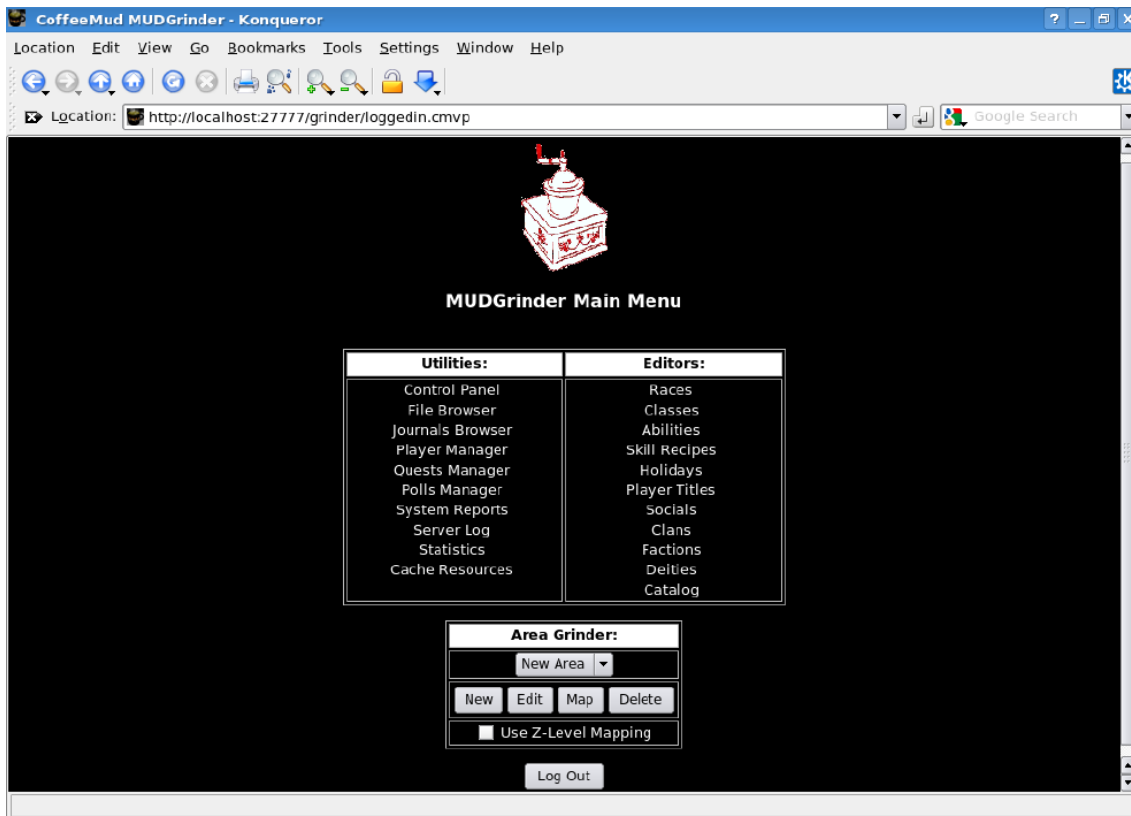 CoffeeMud MUDGrinder - Konqueror
Location Edit View Go Bookmarks Tools Settings Window Help
Location: http://localhost:27777/grinder/loggedin.cmvp Google Search
MUDGrinder Main Menu
Utilities: Editors:
Control Panel Races
File Browser Classes
Journals Browser Abilities
Player Manager Skill Recipes
Quests Manager Holidays
Polls Manager Player Titles
System Reports Socials
Server Log Clans
Statistics Factions
Cache Resources Deities
Catalog
Area Grinder:
New Area
New Edit Map Delete
Use Z-Level Mapping
Log Out